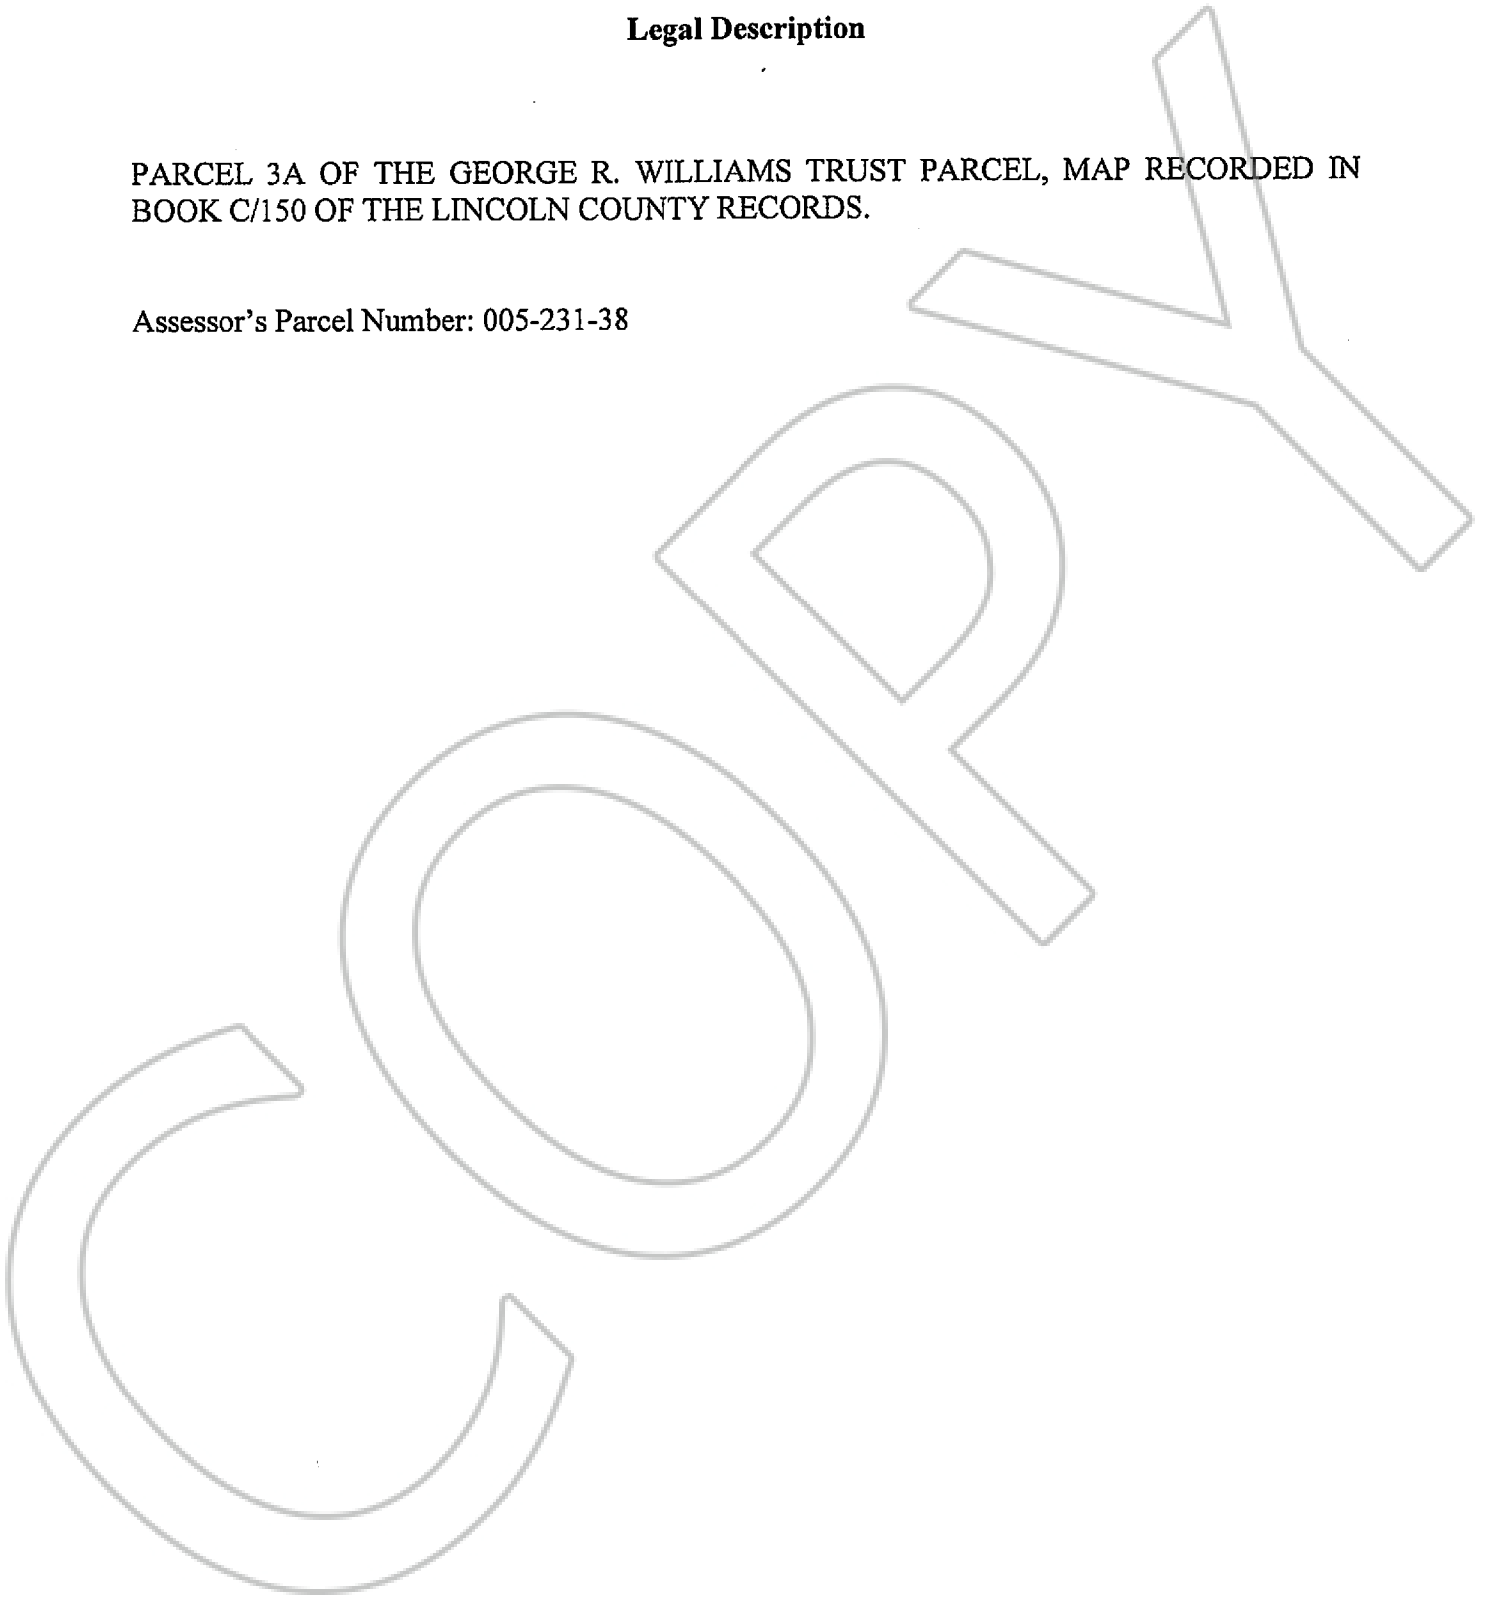 Legal Description
PARCEL 3A OF THE GEORGE R. WILLIAMS TRUST PARCEL, MAP RECORDED IN
BOOK C/150 OF THE LINCOLN COUNTY RECORDS.
Assessor's Parcel Number: 005-231-38
COPY